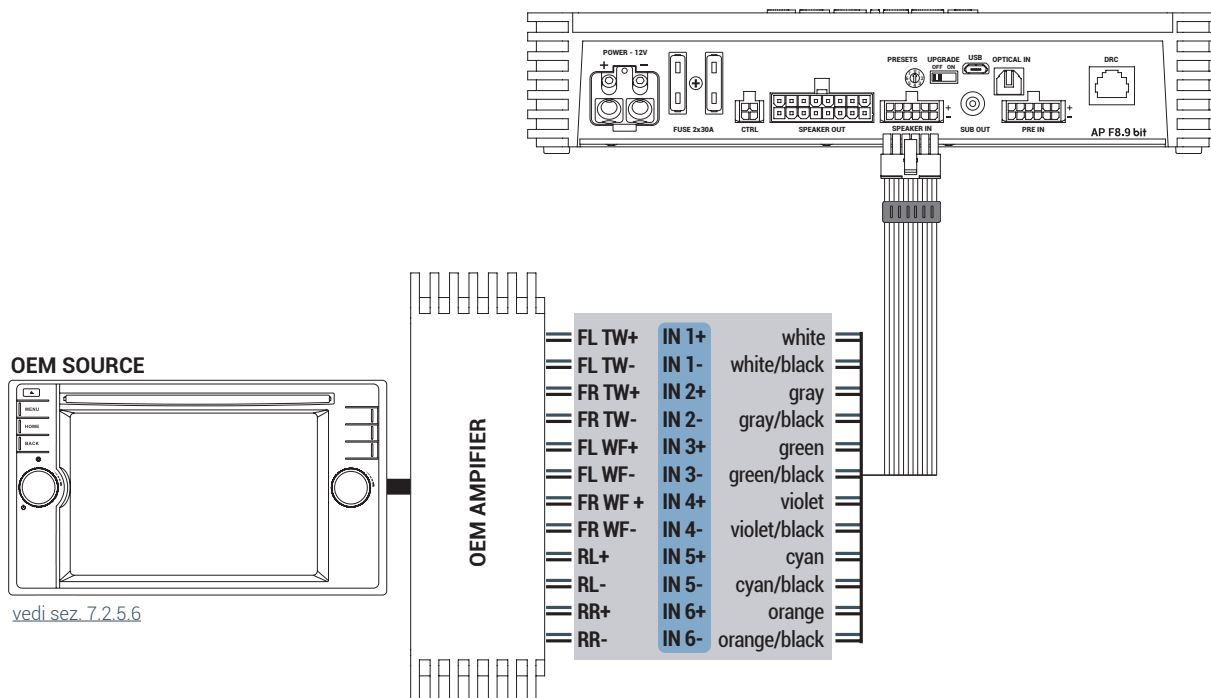 POWER - 12V
+ −
FUSE 2x30A
CTRL
SPEAKER OUT
PRESETS
UPGRADE
OFF ON
USB
OPTICAL IN
DRC
SPEAKER IN
+
-
SUB OUT
PRE IN
+
-
AP F8.9 bit
OEM SOURCE
MENU
HOME
BACK
vedi sez. 7.2.5.6
OEM AMPIFIER
FL TW+ IN 1+ white
FL TW- IN 1- white/black
FR TW+ IN 2+ gray
FR TW- IN 2- gray/black
FL WF+ IN 3+ green
FL WF- IN 3- green/black
FR WF + IN 4+ violet
FR WF- IN 4- violet/black
RL+ IN 5+ cyan
RL- IN 5- cyan/black
RR+ IN 6+ orange
RR- IN 6- orange/black